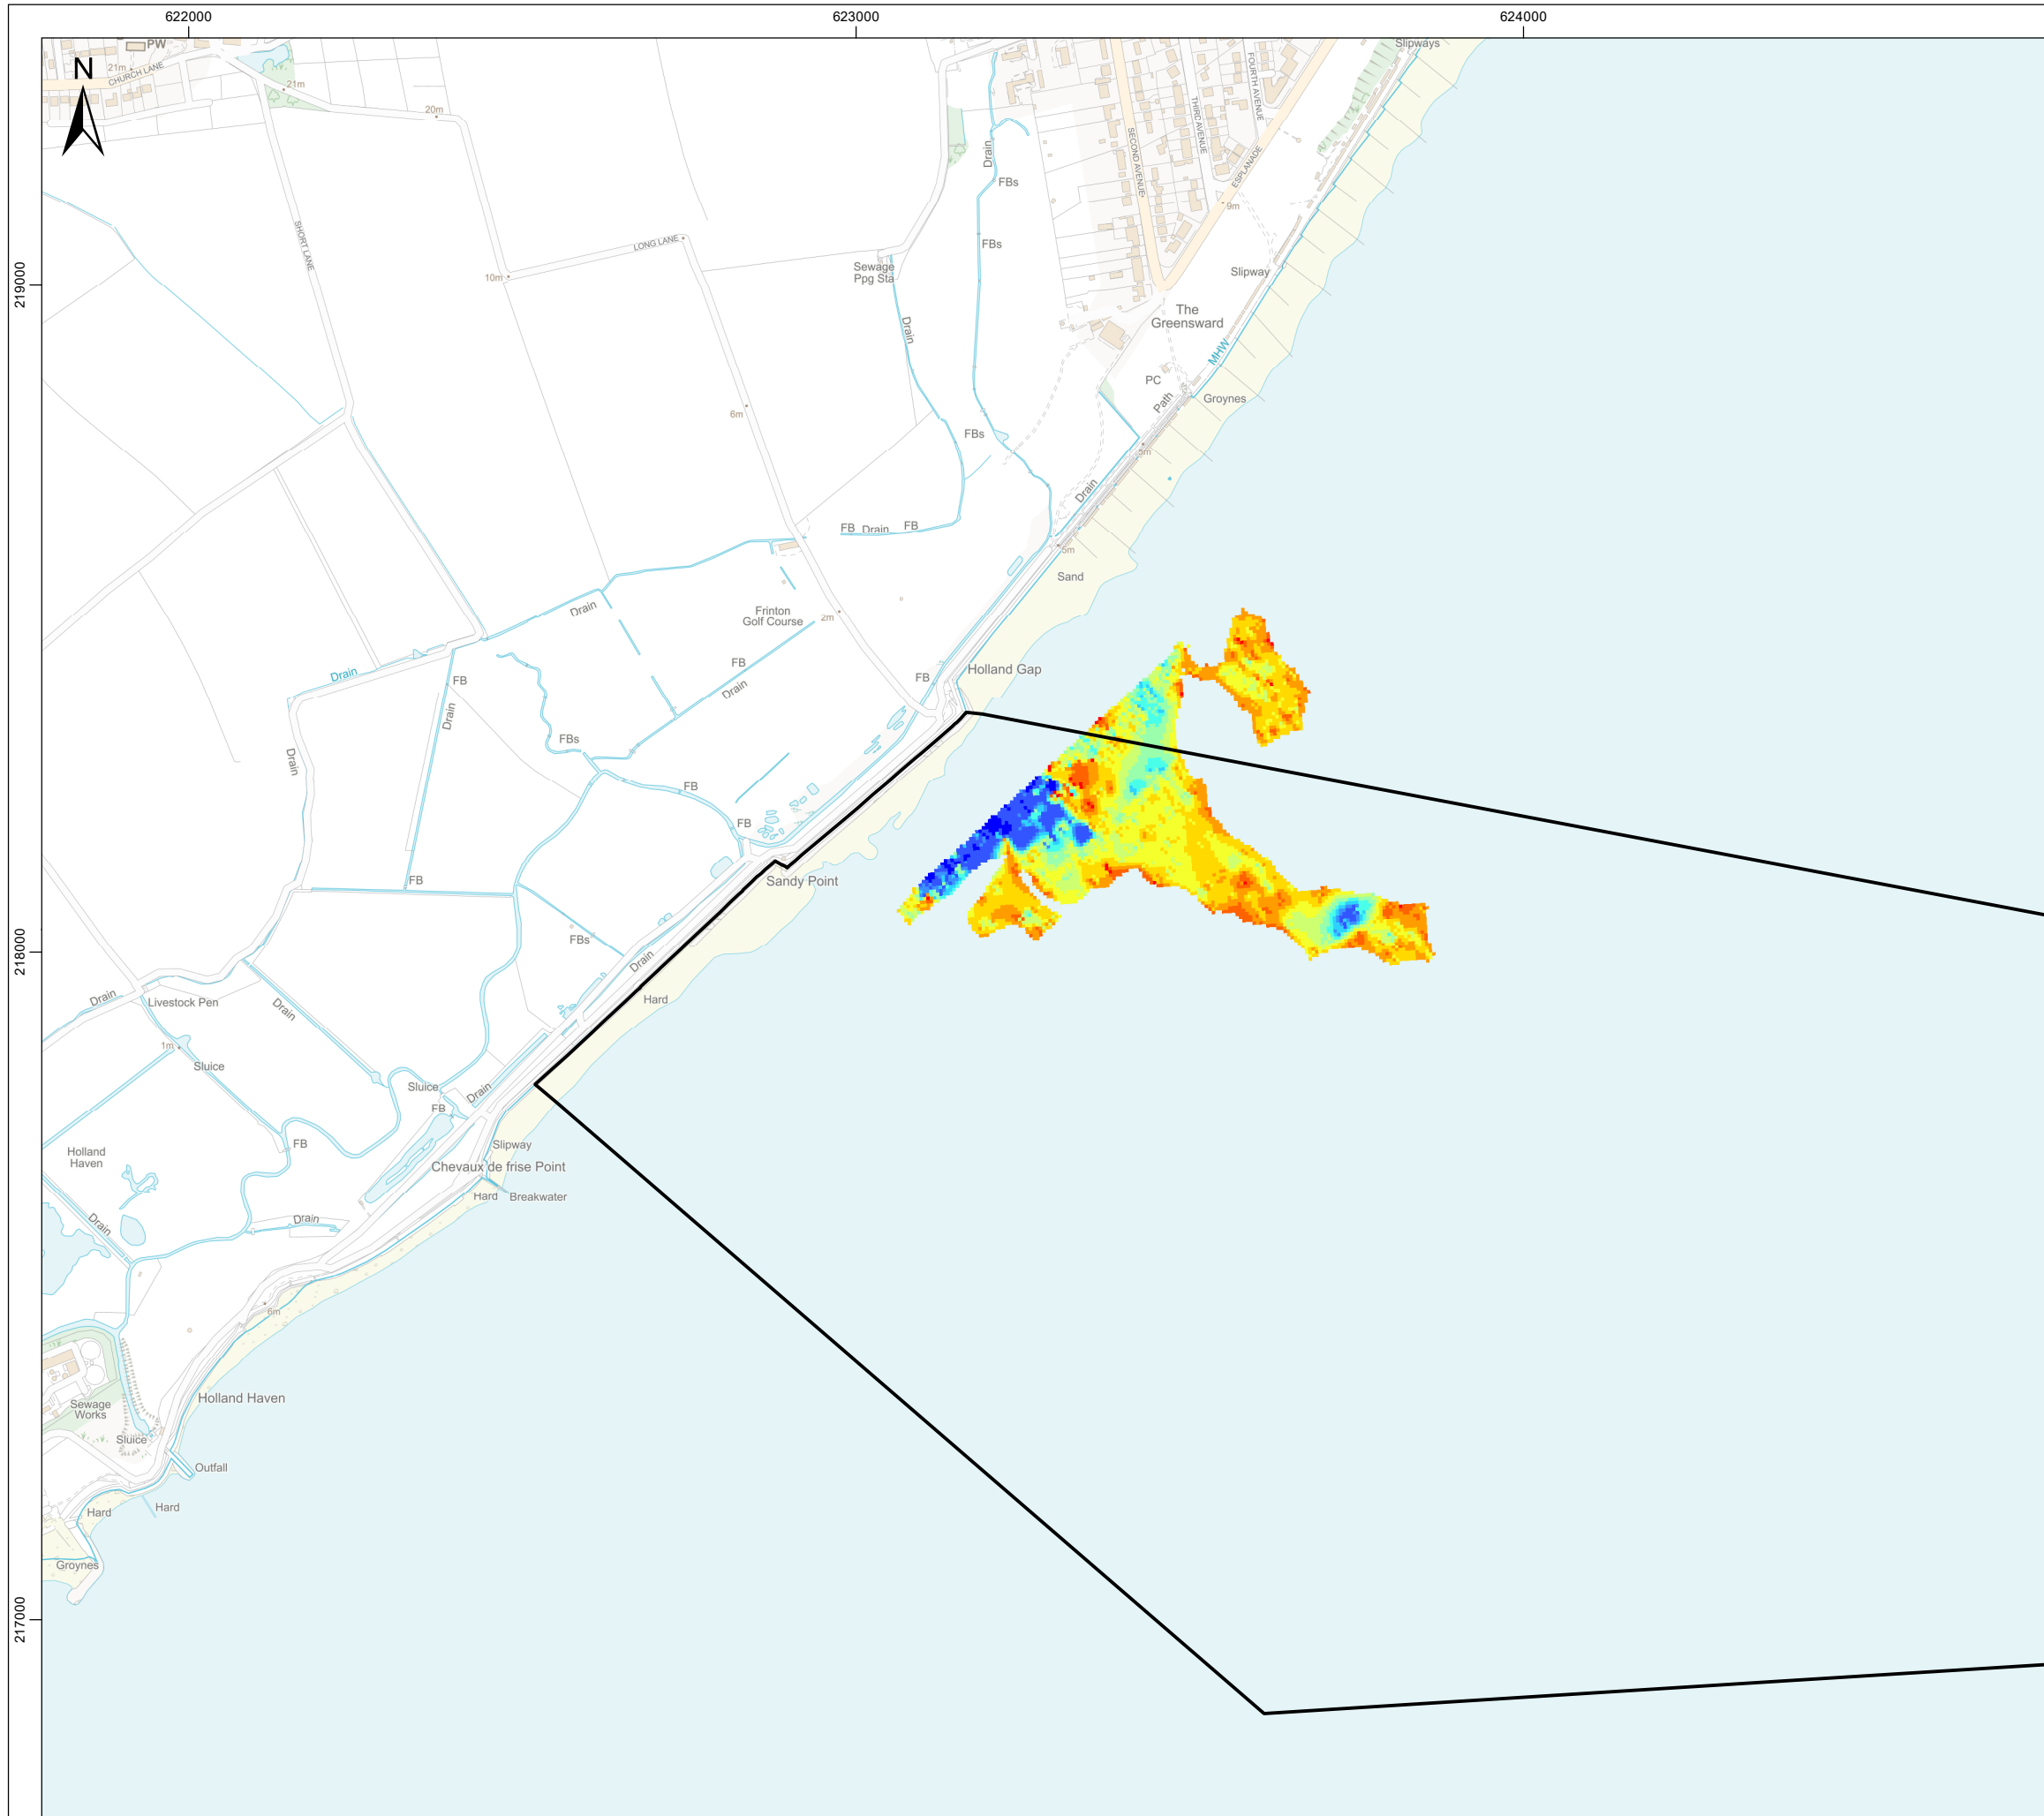 622000
623000
624000
219000
218000
217000
N
PW
21m
CHURCH LANE
21m
20m
SHORT LANE
10m
LONG LANE
6m
Sewage
Ppg Sta
Drain
Drain
FBs
FBs
FBs
SECOND AVENUE
THIRD AVENUE
FOURTH AVENUE
ESPLANADE
9m
Slipways
Slipway
The
Greensward
MHW
PC
Path
Groynes
5m
Drain
5m
Sand
FB
Drain
FB
Drain
Frinton
Golf Course
2m
FB
Drain
FB
Holland Gap
Drain
FB
Drain
FBs
FB
FB
Drain
FB
Sandy Point
FBs
Drain
Hard
Drain
Livestock Pen
Drain
1m
Sluice
Sluice
FB
Drain
FB
Holland
Haven
Slipway
Chevaux de frise Point
Hard
Breakwater
Drain
Drain
6m
Holland Haven
Sewage
Works
Sluice
Outfall
Hard
Hard
Groynes